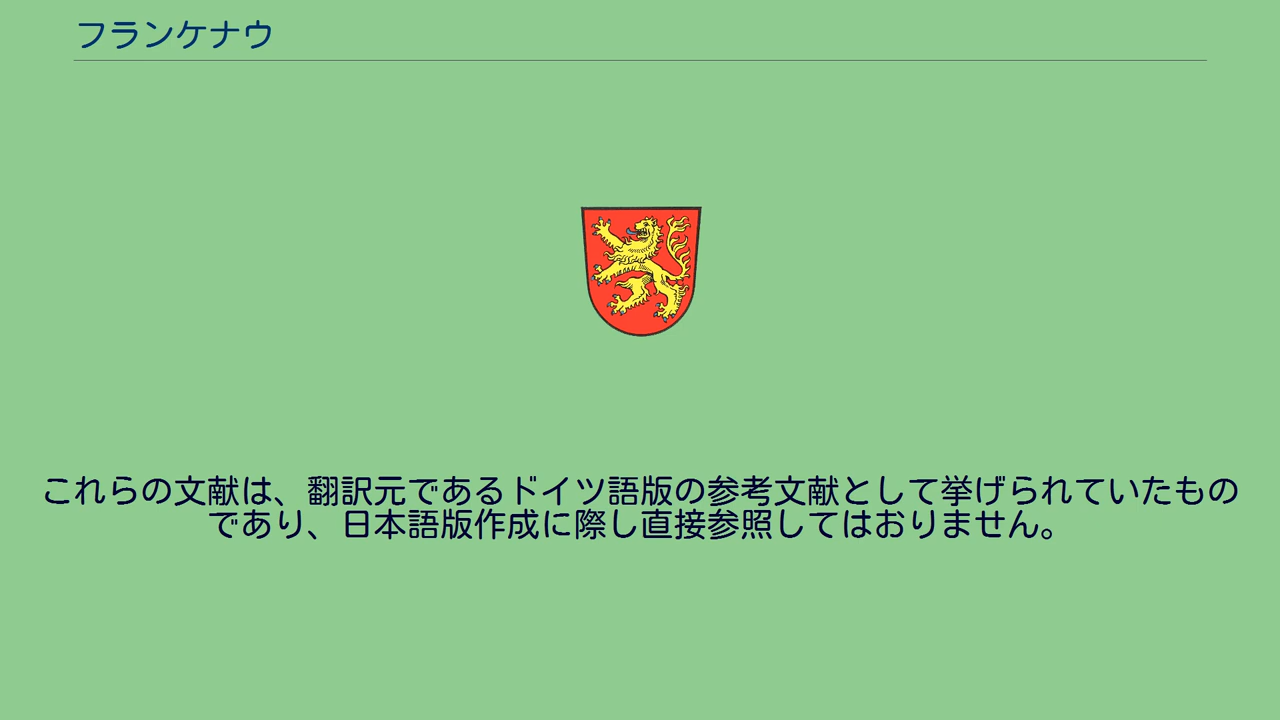 フランケナウ
これらの文献は、翻訳元であるドイツ語版の参考文献として挙げられていたもの
であり、日本語版作成に際し直接参照してはおりません。